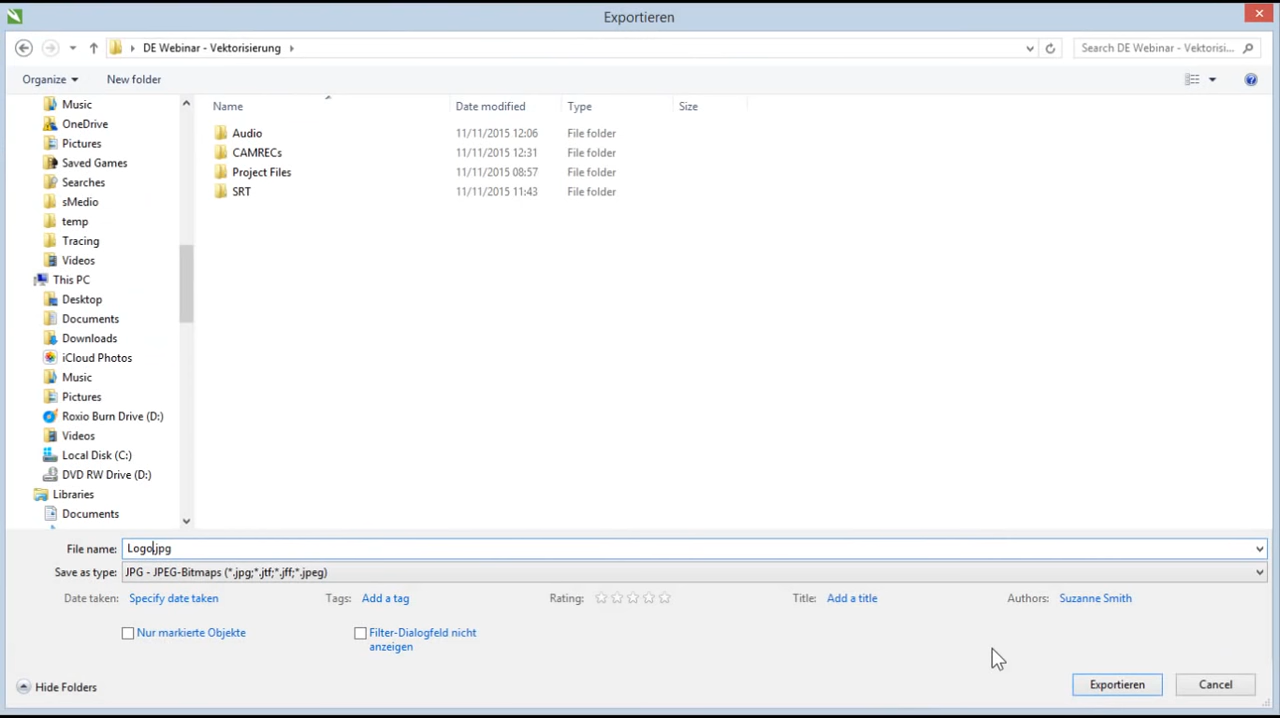 Exportieren
DE Webinar - Vektorisierung
Search DE Webinar - Vektorisi...
Organize
New folder
Name
Date modified
Type
Size
Music
OneDrive
Pictures
Saved Games
Searches
sMedio
temp
Tracing
Videos
This PC
Desktop
Documents
Downloads
iCloud Photos
Music
Pictures
Roxio Burn Drive (D:)
Videos
Local Disk (C:)
DVD RW Drive (D:)
Libraries
Documents
Audio 11/11/2015 12:06 File folder
CAMRECs 11/11/2015 12:31 File folder
Project Files 11/11/2015 08:57 File folder
SRT 11/11/2015 11:43 File folder
File name: Logo.jpg
Save as type: JPG - JPEG-Bitmaps (*.jpg;*.jtf;*.jff;*.jpeg)
Date taken: Specify date taken
Tags: Add a tag
Rating:
Title: Add a title
Authors: Suzanne Smith
Nur markierte Objekte
Filter-Dialogfeld nicht
anzeigen
Hide Folders
Exportieren
Cancel